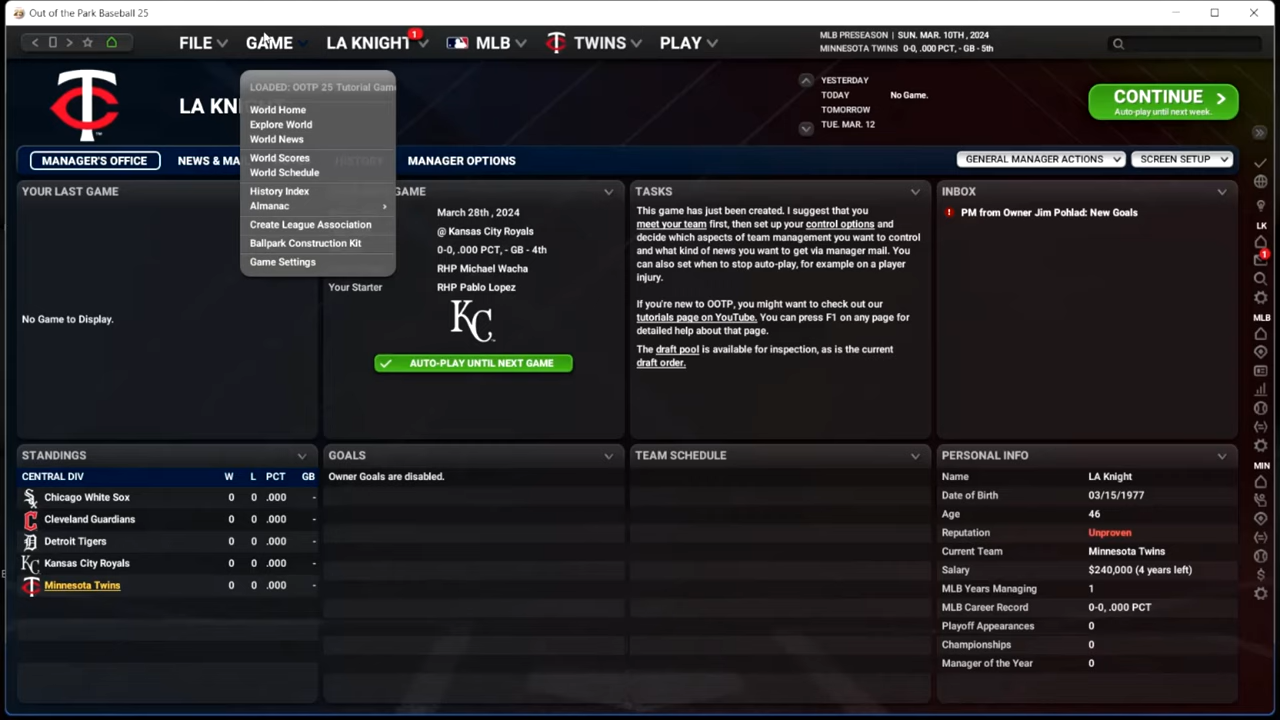 Out of the Park Baseball 25
FILE
GAME
LA KNIGHT
1
MLB
TWINS
PLAY
MLB PRESEASON | SUN. MAR. 10TH , 2024
MINNESOTA TWINS 0-0, .000 PCT, - GB - 5th
LA KN
YESTERDAY
TODAY No Game.
TOMORROW
TUE. MAR. 12
CONTINUE
Auto-play until next week.
LOADED: OOTP 25 Tutorial Game
World Home
Explore World
World News
World Scores
World Schedule
History Index
Almanac
Create League Association
Ballpark Construction Kit
Game Settings
MANAGER'S OFFICE
NEWS & MA
HISTORY
MANAGER OPTIONS
GENERAL MANAGER ACTIONS
SCREEN SETUP
YOUR LAST GAME
No Game to Display.
GAME
March 28th , 2024
@ Kansas City Royals
0-0, .000 PCT, - GB - 4th
RHP Michael Wacha
Your Starter RHP Pablo Lopez
KC
AUTO-PLAY UNTIL NEXT GAME
TASKS
This game has just been created. I suggest that you
meet your team first, then set up your control options and
decide which aspects of team management you want to control
and what kind of news you want to get via manager mail. You
can also set when to stop auto-play, for example on a player
injury.
If you're new to OOTP, you might want to check out our
tutorials page on YouTube. You can press F1 on any page for
detailed help about that page.
The draft pool is available for inspection, as is the current
draft order.
INBOX
! PM from Owner Jim Pohlad: New Goals
STANDINGS
CENTRAL DIV W L PCT GB
Chicago White Sox 0 0 .000 -
Cleveland Guardians 0 0 .000 -
Detroit Tigers 0 0 .000 -
Kansas City Royals 0 0 .000 -
Minnesota Twins 0 0 .000 -
GOALS
Owner Goals are disabled.
TEAM SCHEDULE
PERSONAL INFO
Name LA Knight
Date of Birth 03/15/1977
Age 46
Reputation Unproven
Current Team Minnesota Twins
Salary $240,000 (4 years left)
MLB Years Managing 1
MLB Career Record 0-0, .000 PCT
Playoff Appearances 0
Championships 0
Manager of the Year 0
LK
1
MLB
MIN